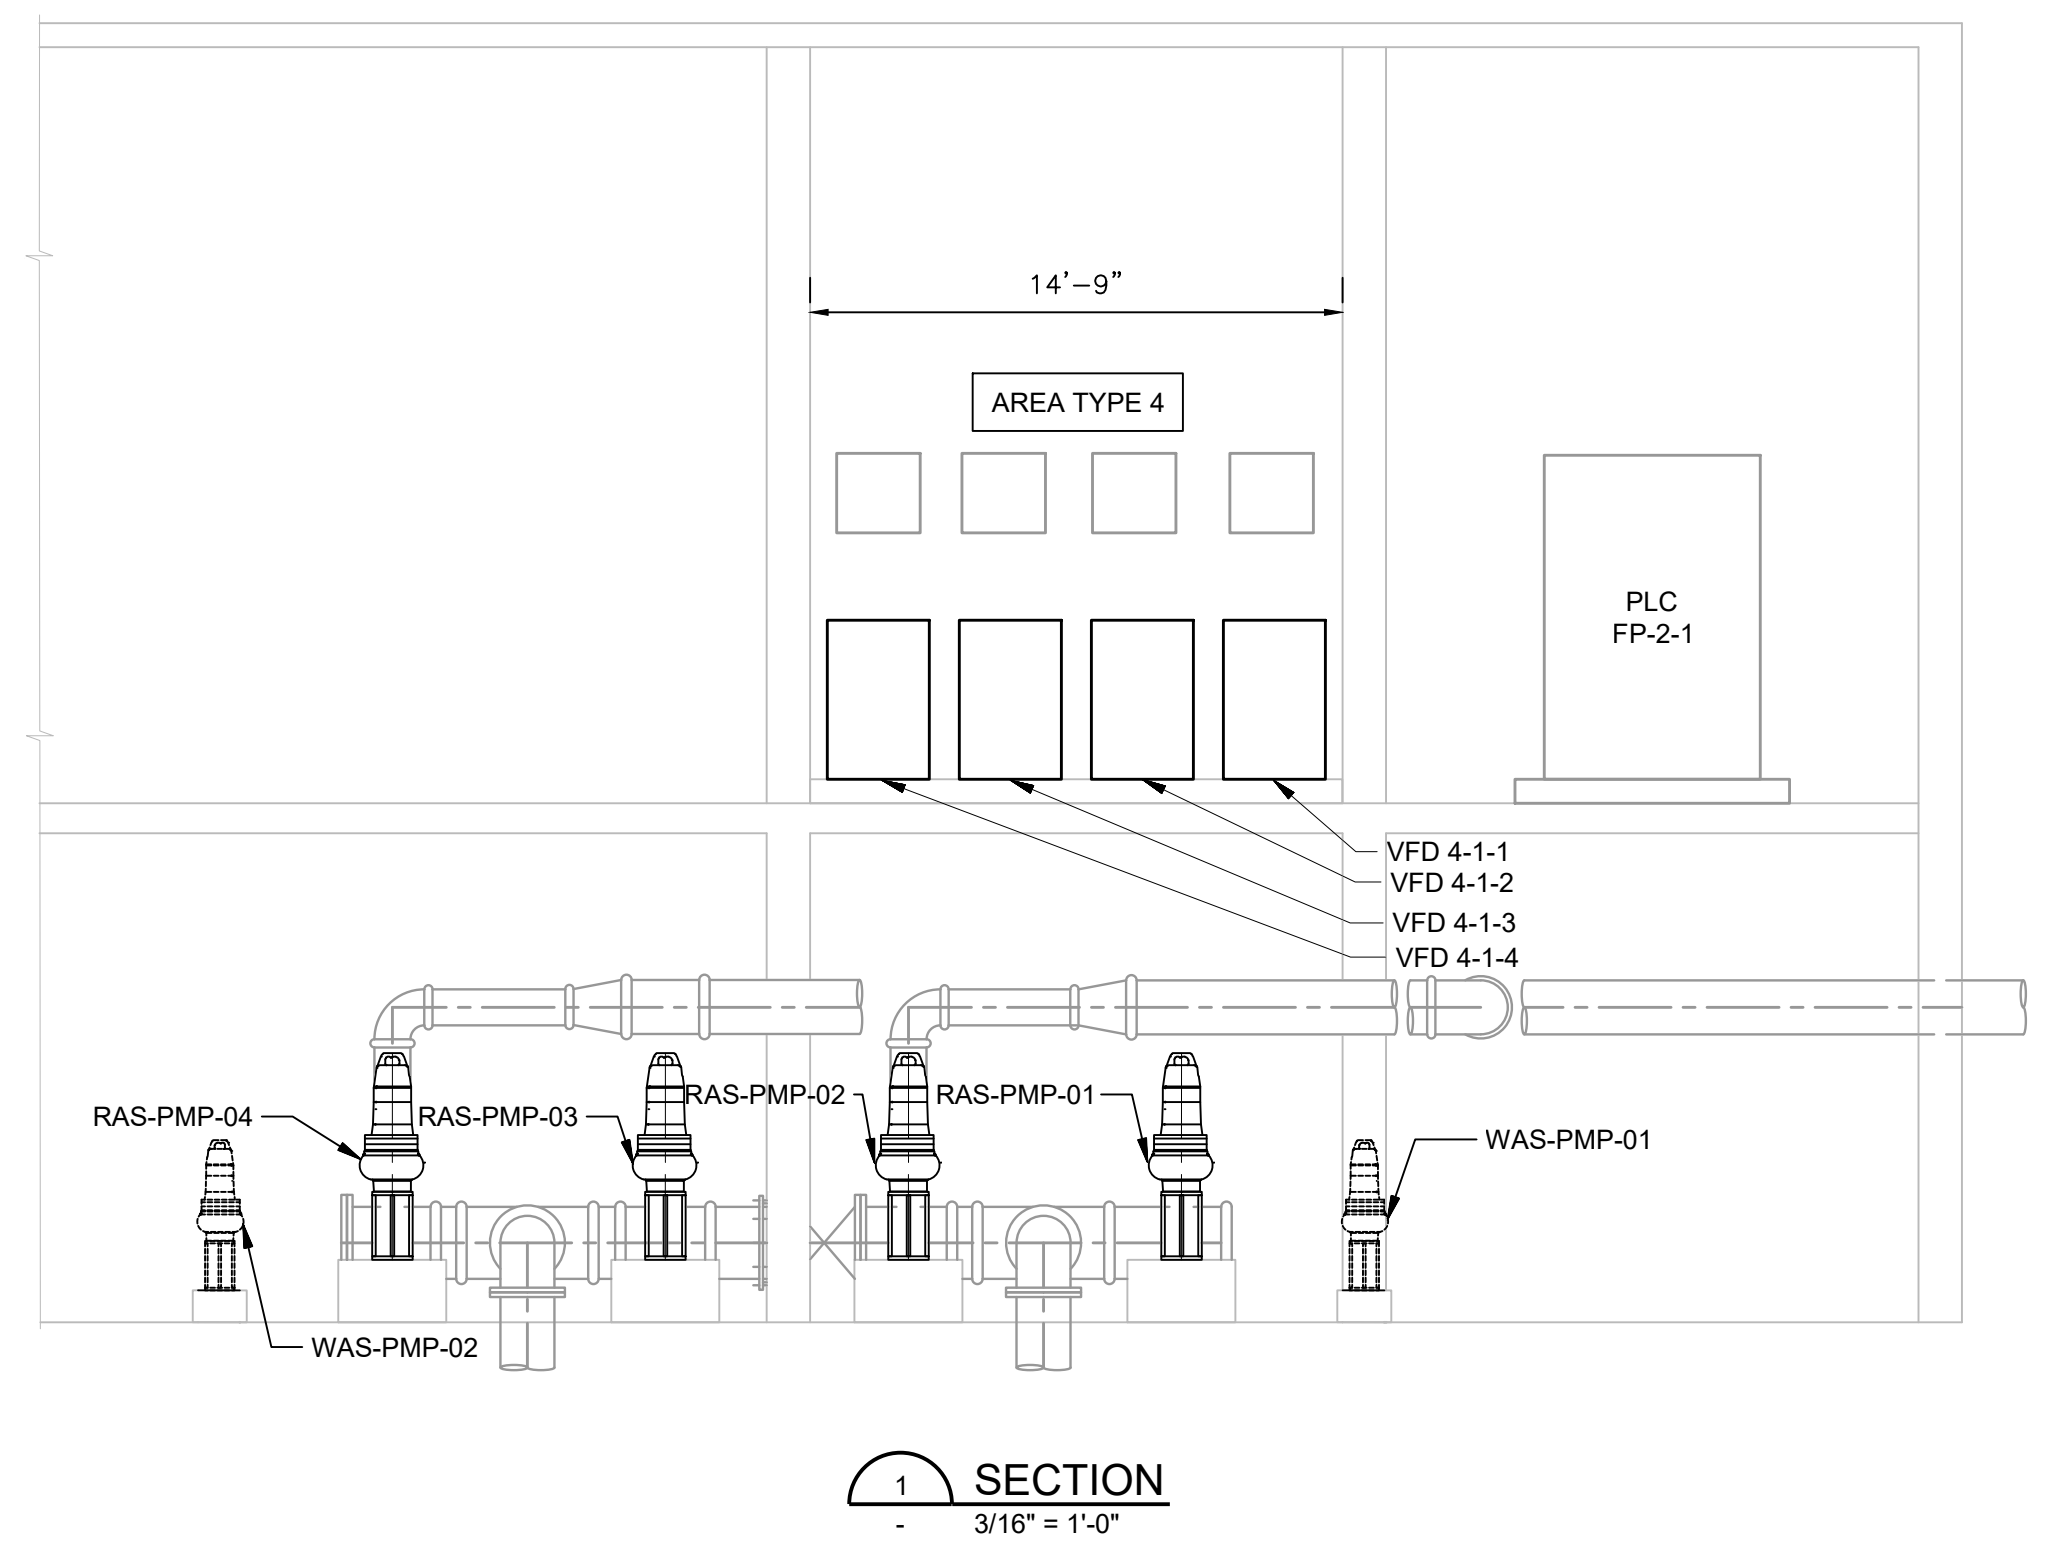 14'-9"
AREA TYPE 4
PLC
FP-2-1
VFD 4-1-1
VFD 4-1-2
VFD 4-1-3
VFD 4-1-4
RAS-PMP-04
RAS-PMP-03
RAS-PMP-02
RAS-PMP-01
WAS-PMP-01
WAS-PMP-02
1
SECTION
-
3/16" = 1'-0"